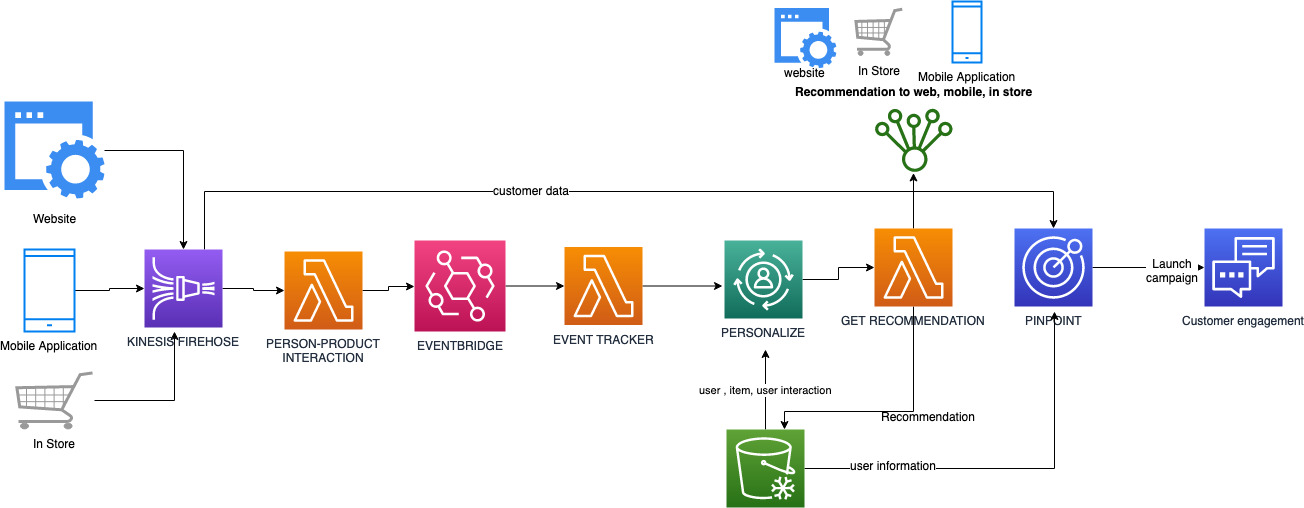 website
In Store
Mobile Application
Recommendation to web, mobile, in store
Website
customer data
Mobile Application
KINESIS FIREHOSE
PERSON-PRODUCT
INTERACTION
EVENTBRIDGE
EVENT TRACKER
PERSONALIZE
GET RECOMMENDATION
PINPOINT
Launch
campaign
Customer engagement
In Store
user , item, user interaction
Recommendation
user information